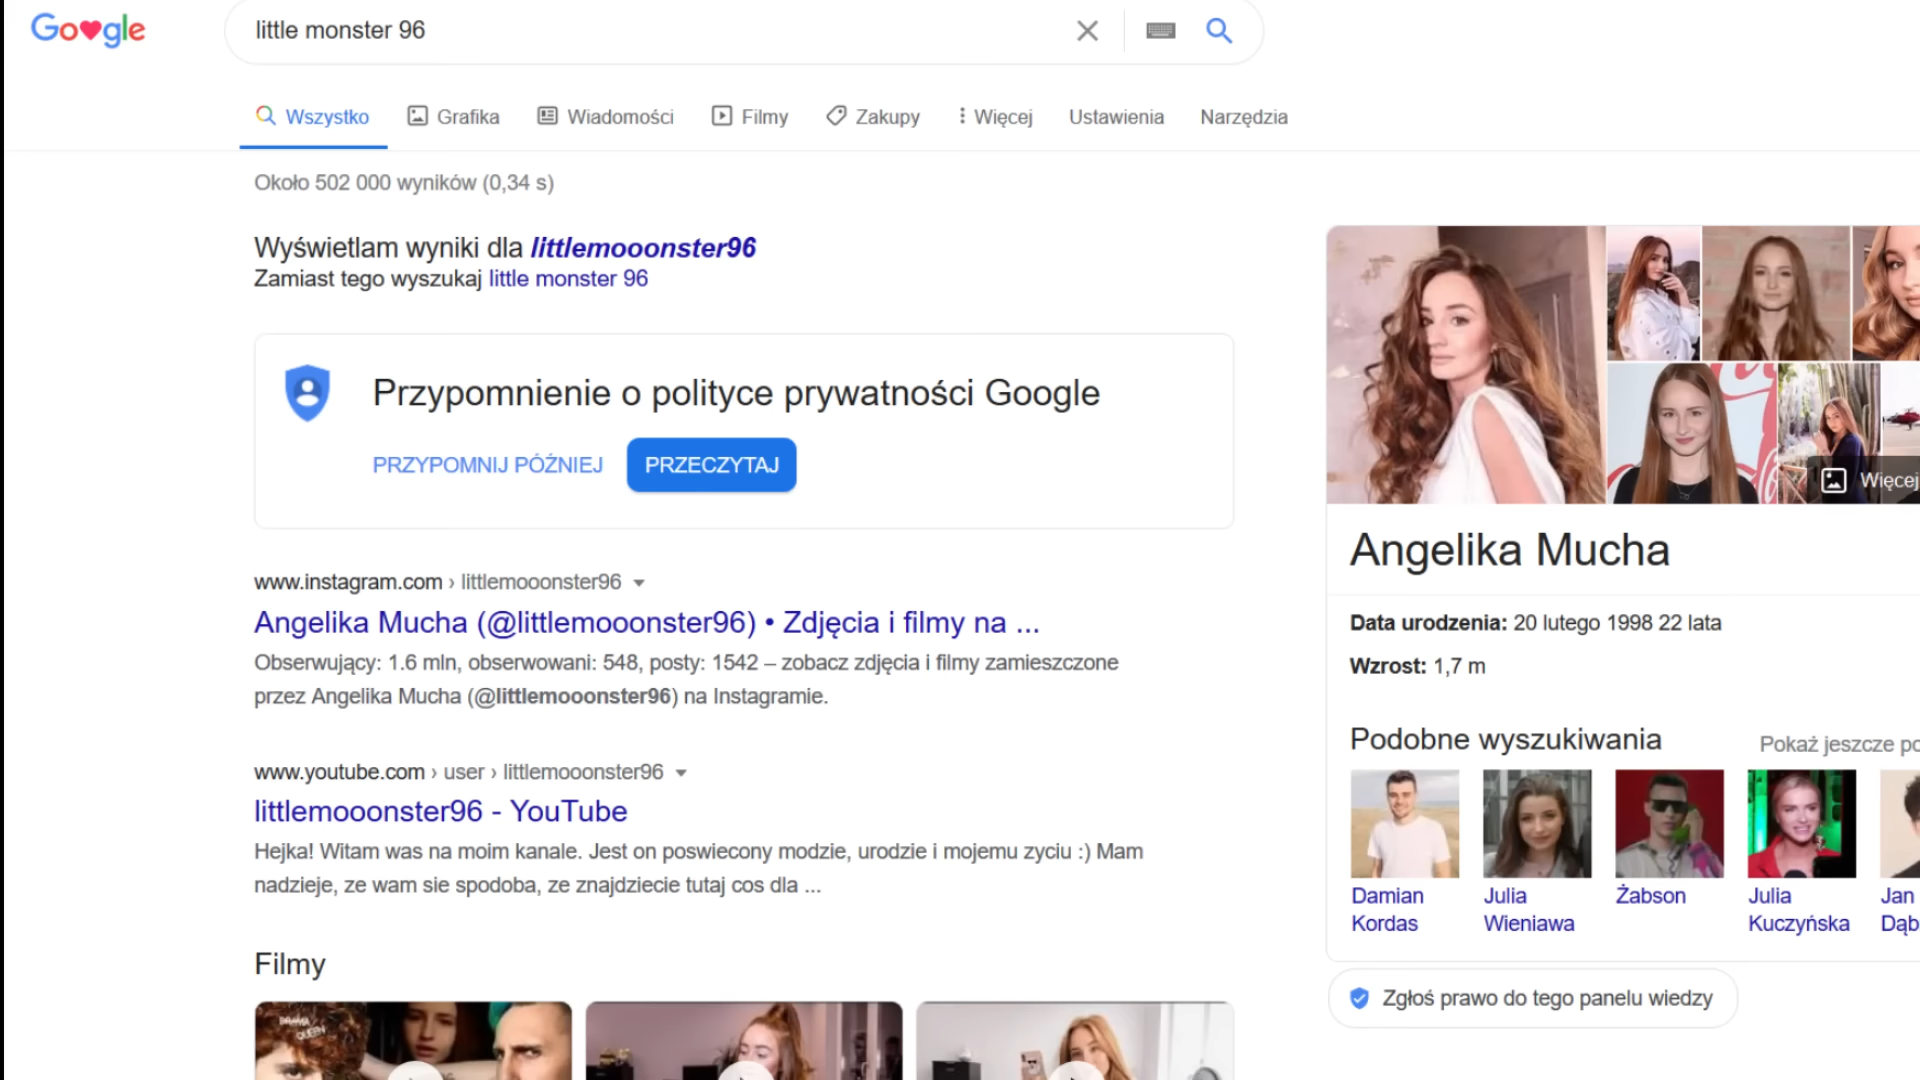 Google
little monster 96
Wszystko Grafika Wiadomości Filmy Zakupy Więcej Ustawienia Narzędzia
Około 502 000 wyników (0,34 s)
Wyświetlam wyniki dla littlemooonster96
Zamiast tego wyszukaj little monster 96
Przypomnienie o polityce prywatności Google
PRZYPOMNIJ PÓŹNIEJ PRZECZYTAJ
www.instagram.com › littlemooonster96
Angelika Mucha (@littlemooonster96) • Zdjęcia i filmy na ...
Obserwujący: 1.6 mln, obserwowani: 548, posty: 1542 – zobacz zdjęcia i filmy zamieszczone
przez Angelika Mucha (@littlemooonster96) na Instagramie.
www.youtube.com › user › littlemooonster96
littlemooonster96 - YouTube
Hejka! Witam was na moim kanale. Jest on poswiecony modzie, urodzie i mojemu zyciu :) Mam
nadzieje, ze wam sie spodoba, ze znajdziecie tutaj cos dla ...
Filmy
DRAMA
QUEEN
Więcej
Angelika Mucha
Data urodzenia: 20 lutego 1998 22 lata
Wzrost: 1,7 m
Podobne wyszukiwania
Pokaż jeszcze po
Damian
Kordas
Julia
Wieniawa
Żabson
Julia
Kuczyńska
Jan
Dąb
Zgłoś prawo do tego panelu wiedzy